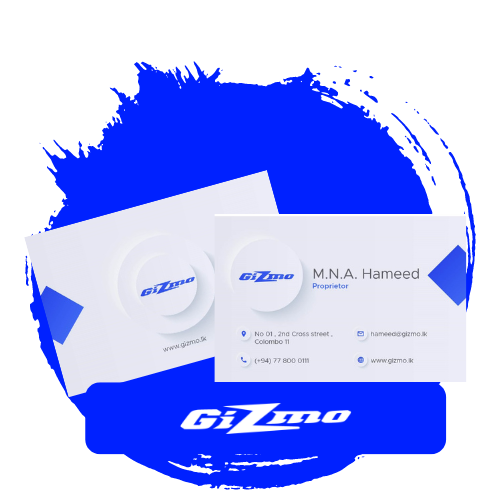 GiZmo
www.gizmo.lk
GiZmo
M.N.A. Hameed
Proprietor
No 01 , 2nd Cross street ,
Colombo 11
hameed@gizmo.lk
(+94) 77 800 0111
www.gizmo.lk
GiZmo